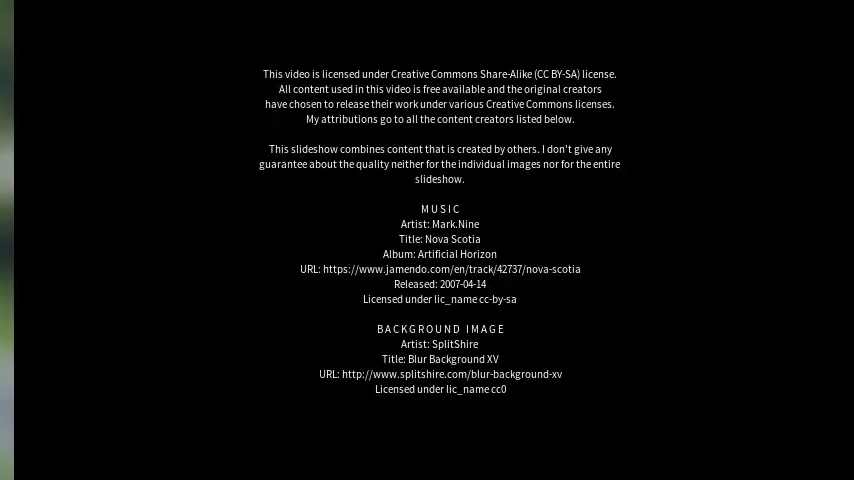 This video is licensed under Creative Commons Share-Alike (CC BY-SA) license.
All content used in this video is free available and the original creators
have chosen to release their work under various Creative Commons licenses.
My attributions go to all the content creators listed below.
This slideshow combines content that is created by others. I don't give any
guarantee about the quality neither for the individual images nor for the entire
slideshow.
MUSIC
Artist: Mark.Nine
Title: Nova Scotia
Album: Artificial Horizon
URL: https://www.jamendo.com/en/track/42737/nova-scotia
Released: 2007-04-14
Licensed under lic_name cc-by-sa
BACKGROUND IMAGE
Artist: SplitShire
Title: Blur Background XV
URL: http://www.splitshire.com/blur-background-xv
Licensed under lic_name cc0